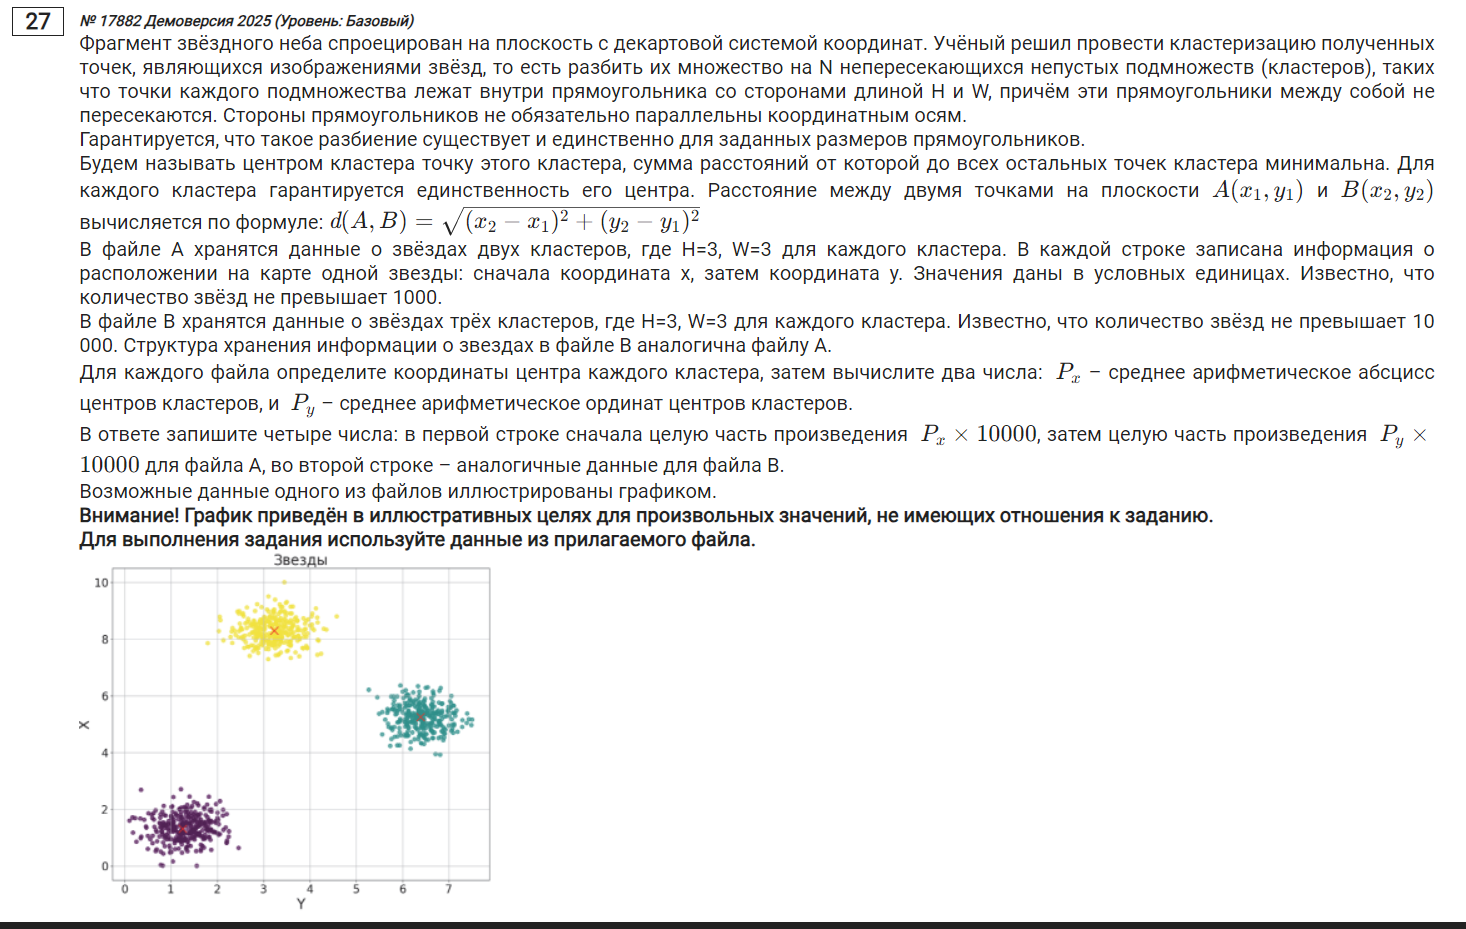 27
№ 17882 Демоверсия 2025 (Уровень: Базовый)
Фрагмент звёздного неба спроецирован на плоскость с декартовой системой координат. Учёный решил провести кластеризацию полученных
точек, являющихся изображениями звёзд, то есть разбить их множество на N непересекающихся непустых подмножеств (кластеров), таких
что точки каждого подмножества лежат внутри прямоугольника со сторонами длиной H и W, причём эти прямоугольники между собой не
пересекаются. Стороны прямоугольников не обязательно параллельны координатным осям.
Гарантируется, что такое разбиение существует и единственно для заданных размеров прямоугольников.
Будем называть центром кластера точку этого кластера, сумма расстояний от которой до всех остальных точек кластера минимальна. Для
каждого кластера гарантируется единственность его центра. Расстояние между двумя точками на плоскости A(x₁, y₁) и B(x₂, y₂)
вычисляется по формуле: d(A, B) = √((x₂ − x₁)² + (y₂ − y₁)²)
В файле A хранятся данные о звёздах двух кластеров, где H=3, W=3 для каждого кластера. В каждой строке записана информация о
расположении на карте одной звезды: сначала координата x, затем координата y. Значения даны в условных единицах. Известно, что
количество звёзд не превышает 1000.
В файле B хранятся данные о звёздах трёх кластеров, где H=3, W=3 для каждого кластера. Известно, что количество звёзд не превышает 10
000. Структура хранения информации о звездах в файле B аналогична файлу A.
Для каждого файла определите координаты центра каждого кластера, затем вычислите два числа: Pₓ – среднее арифметическое абсцисс
центров кластеров, и P_y – среднее арифметическое ординат центров кластеров.
В ответе запишите четыре числа: в первой строке сначала целую часть произведения Pₓ × 10000, затем целую часть произведения P_y ×
10000 для файла A, во второй строке – аналогичные данные для файла B.
Возможные данные одного из файлов иллюстрированы графиком.
Внимание! График приведён в иллюстративных целях для произвольных значений, не имеющих отношения к заданию.
Для выполнения задания используйте данные из прилагаемого файла.
Звезды
10
8
6
X
4
2
0
0 1 2 3 4 5 6 7
Y